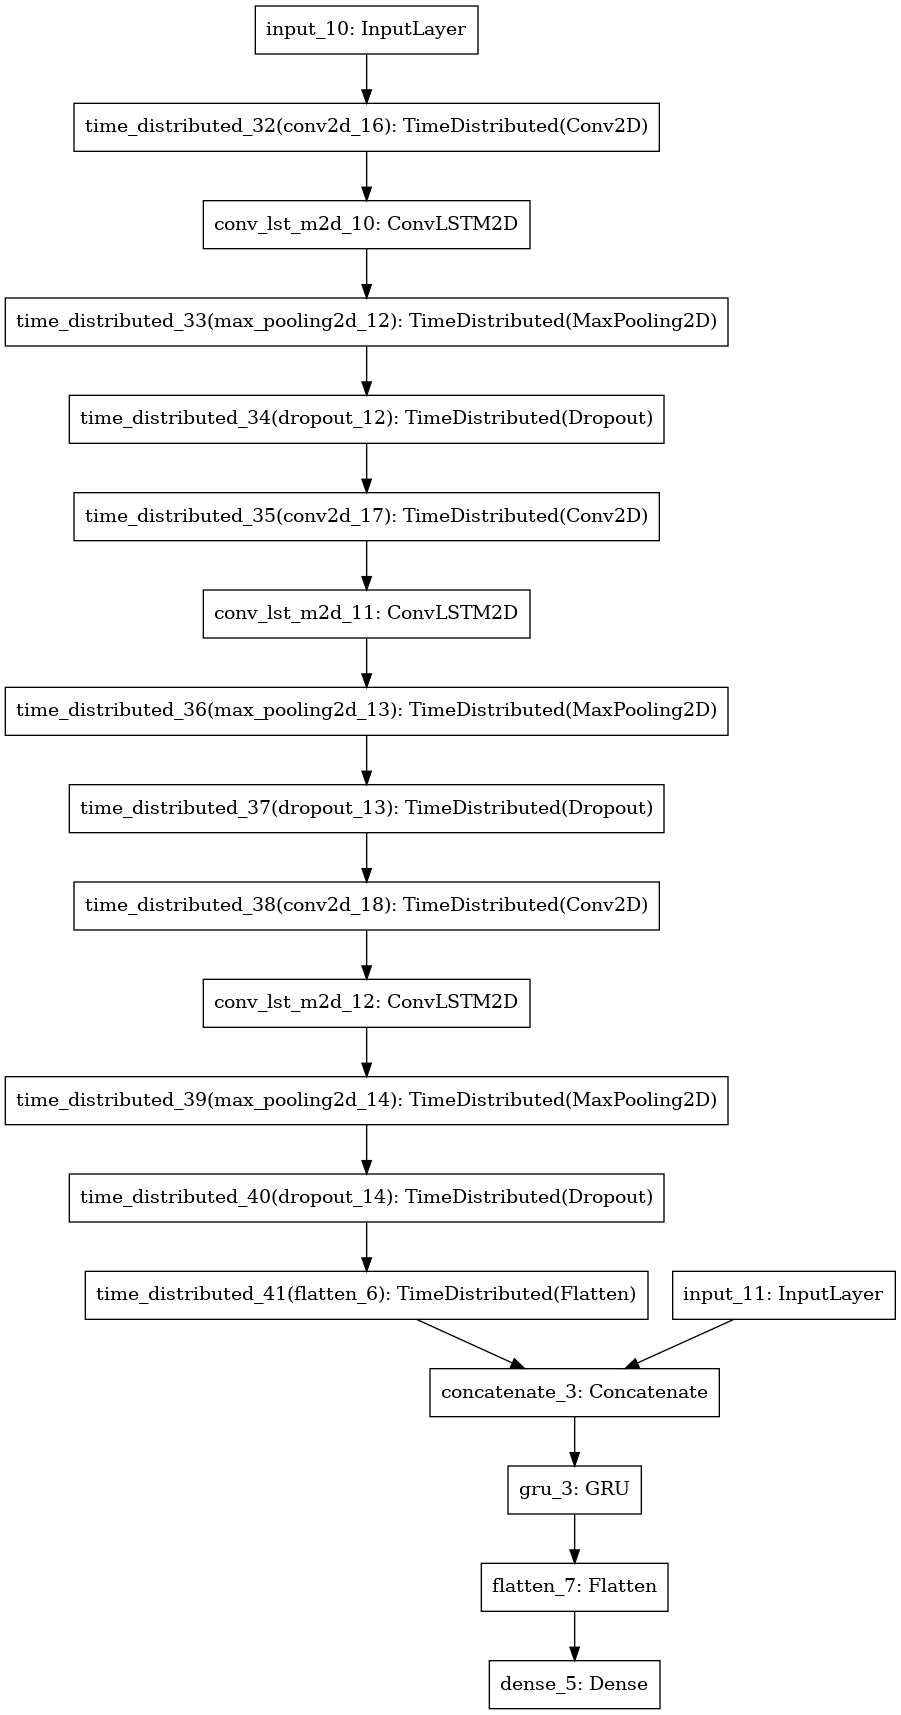 input_10: InputLayer
time_distributed_32(conv2d_16): TimeDistributed(Conv2D)
conv_lst_m2d_10: ConvLSTM2D
time_distributed_33(max_pooling2d_12): TimeDistributed(MaxPooling2D)
time_distributed_34(dropout_12): TimeDistributed(Dropout)
time_distributed_35(conv2d_17): TimeDistributed(Conv2D)
conv_lst_m2d_11: ConvLSTM2D
time_distributed_36(max_pooling2d_13): TimeDistributed(MaxPooling2D)
time_distributed_37(dropout_13): TimeDistributed(Dropout)
time_distributed_38(conv2d_18): TimeDistributed(Conv2D)
conv_lst_m2d_12: ConvLSTM2D
time_distributed_39(max_pooling2d_14): TimeDistributed(MaxPooling2D)
time_distributed_40(dropout_14): TimeDistributed(Dropout)
time_distributed_41(flatten_6): TimeDistributed(Flatten)
input_11: InputLayer
concatenate_3: Concatenate
gru_3: GRU
flatten_7: Flatten
dense_5: Dense